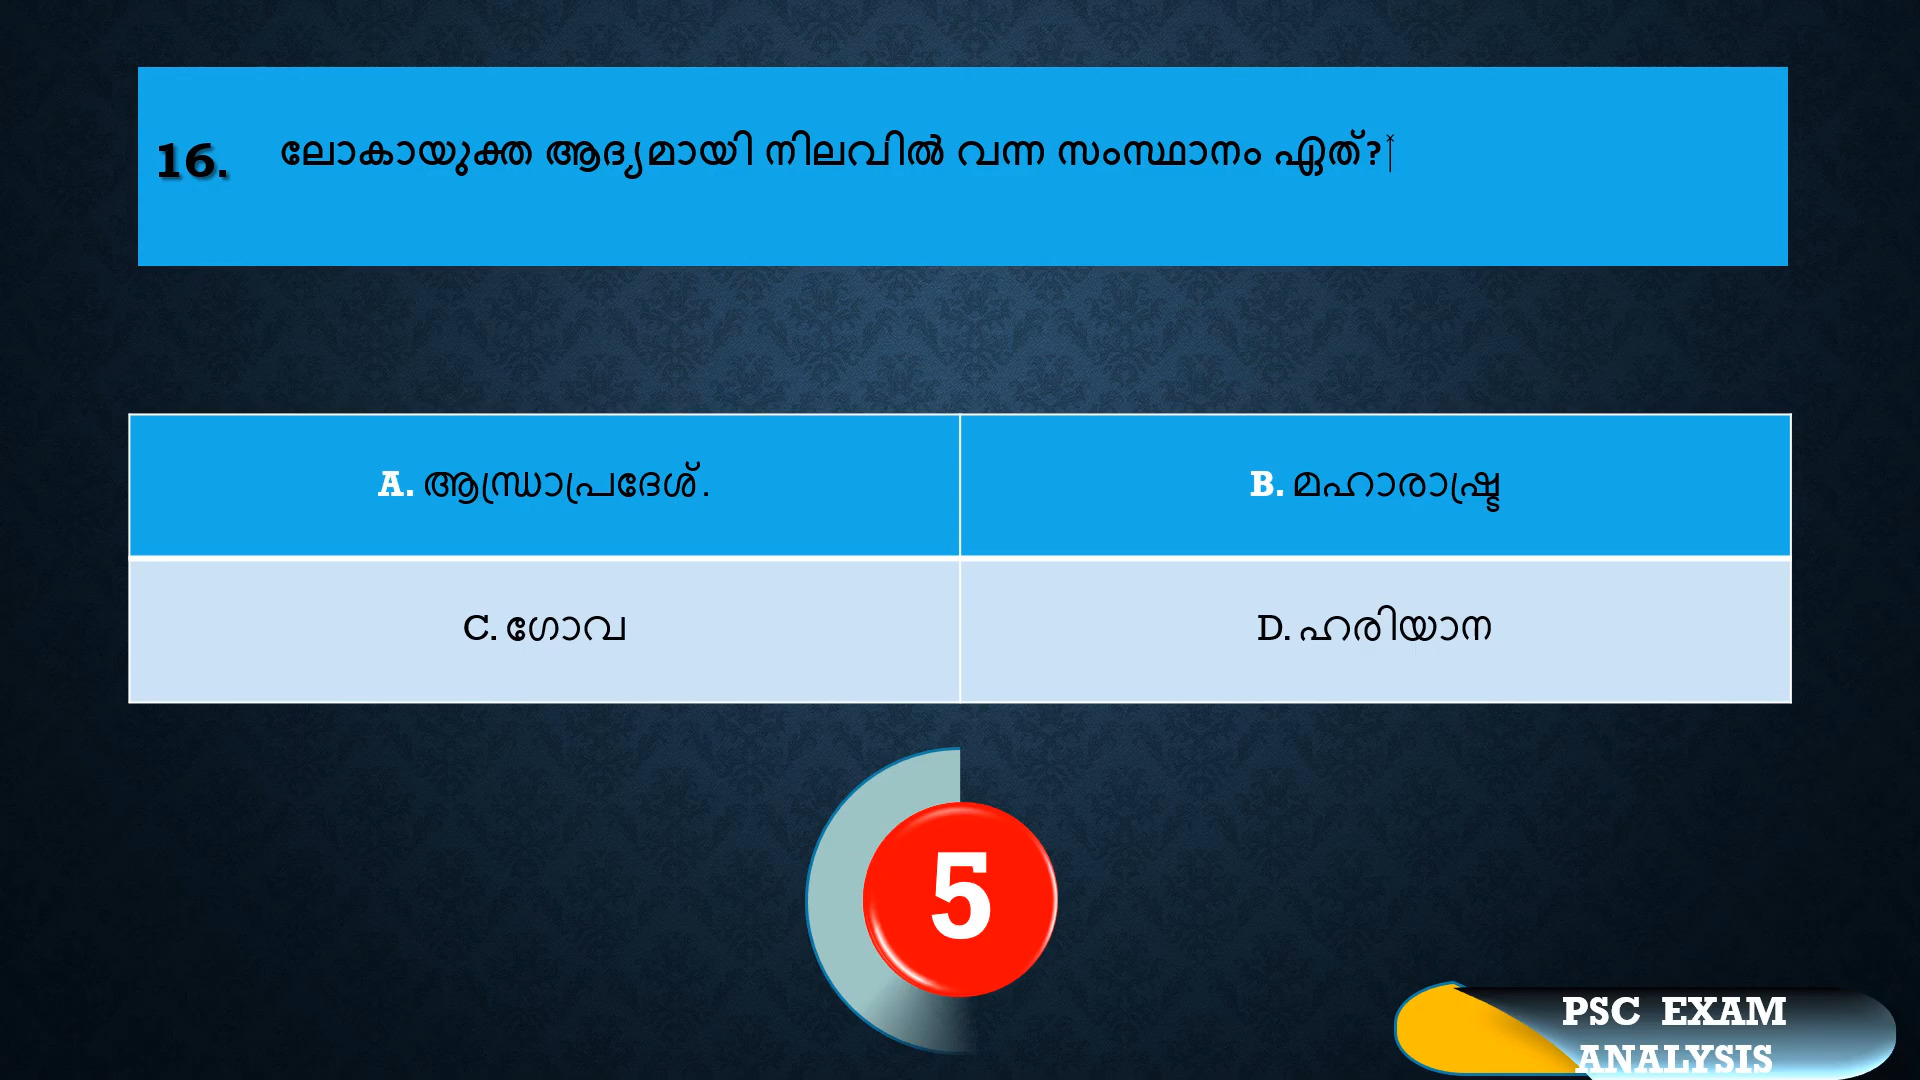 16. ലോകായുക്ത ആദ്യമായി നിലവിൽ വന്ന സംസ്ഥാനം ഏത്?
A. ആന്ധ്രാപ്രദേശ്.
B. മഹാരാഷ്ട്ര
C. ഗോവ
D. ഹരിയാന
5
PSC EXAM
ANALYSIS